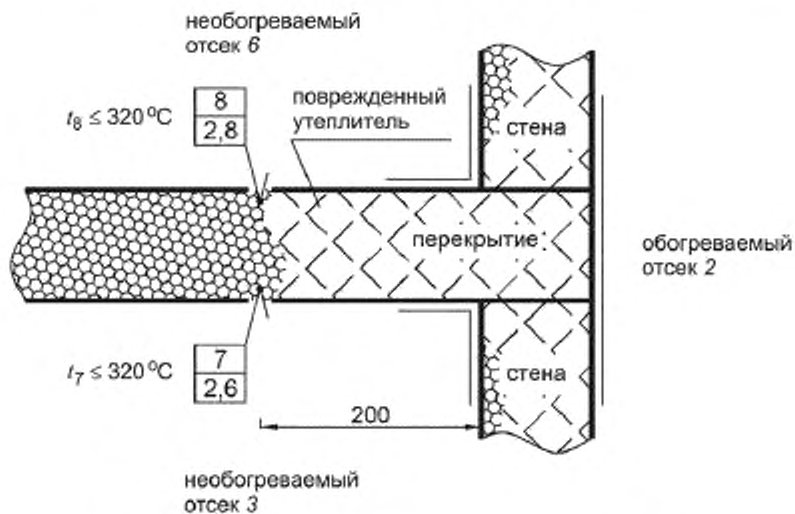 необогреваемый
отсек 6
t8 ≤ 320 °C
8
2,8
поврежденный
утеплитель
стена
перекрытие
обогреваемый
отсек 2
t7 ≤ 320 °C
7
2,6
стена
200
необогреваемый
отсек 3